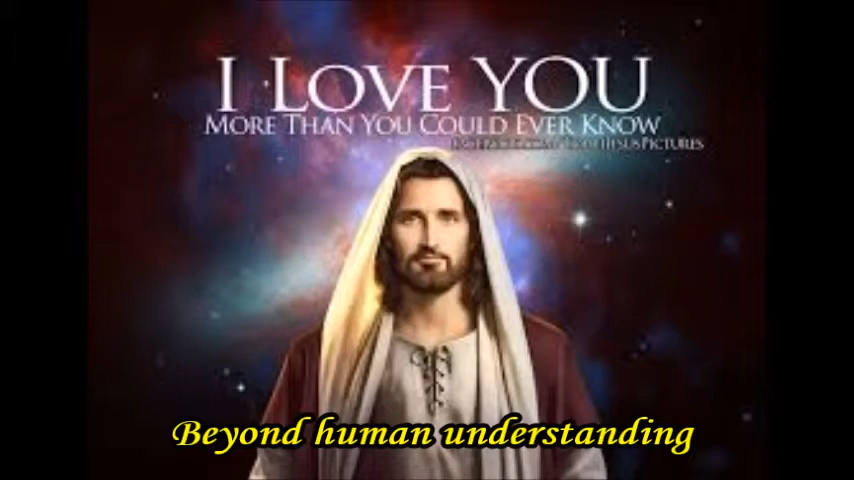 I LOVE YOU
MORE THAN YOU COULD EVER KNOW
Beyond human understanding